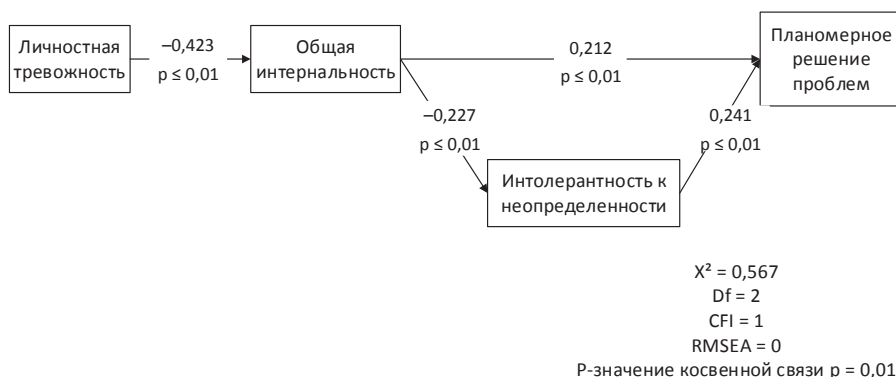 Личностная
тревожность
–0,423
p ≤ 0,01
Общая
интернальность
0,212
p ≤ 0,01
Планомерное
решение
проблем
–0,227
p ≤ 0,01
0,241
p ≤ 0,01
Интолерантность к
неопределенности
X² = 0,567
Df = 2
CFI = 1
RMSEA = 0
P-значение косвенной связи p = 0,01